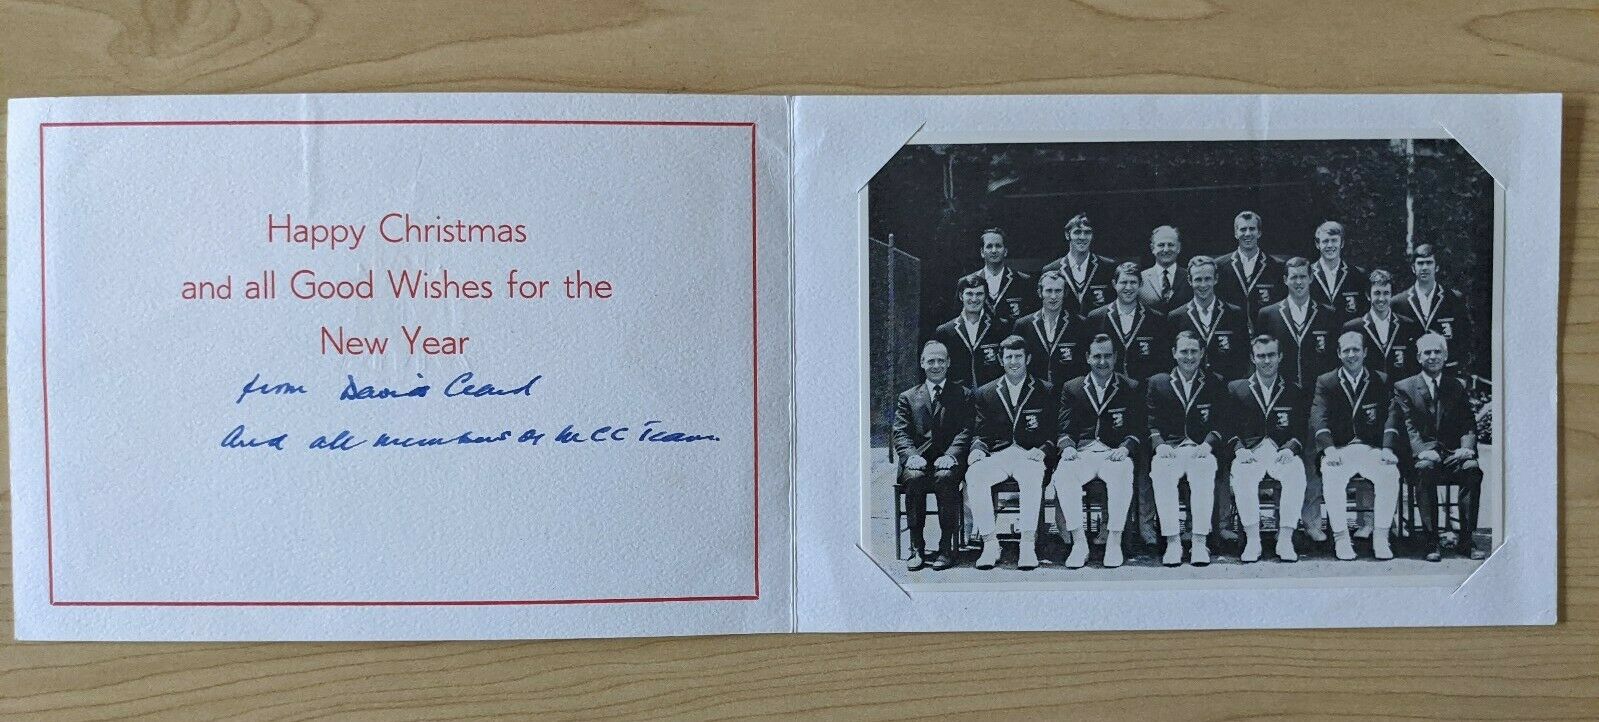 Happy Christmas
and all Good Wishes for the
New Year
from David Clark
And all members of MCC Team.